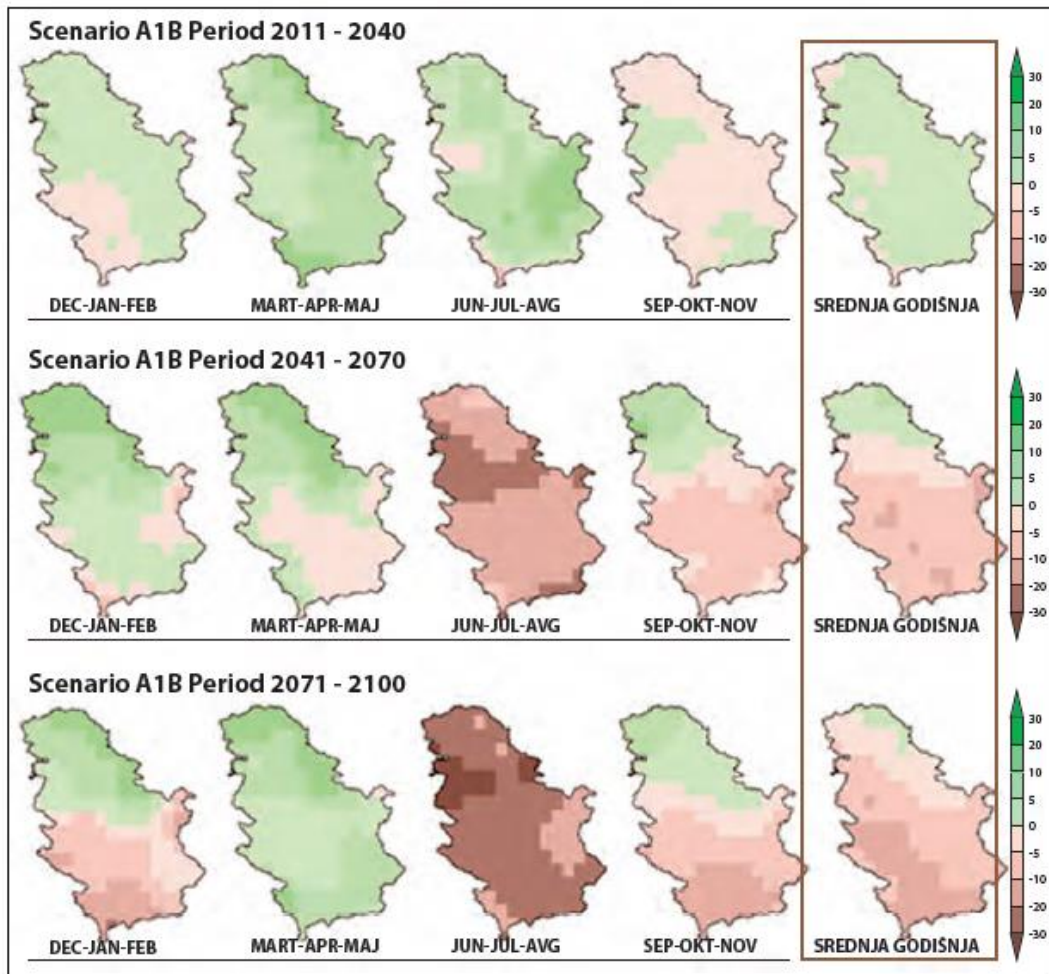 Scenario A1B Period 2011 - 2040
DEC-JAN-FEB
MART-APR-MAJ
JUN-JUL-AVG
SEP-OKT-NOV
SREDNJA GODIŠNJA
30
20
10
5
0
-5
-10
-20
-30
Scenario A1B Period 2041 - 2070
DEC-JAN-FEB
MART-APR-MAJ
JUN-JUL-AVG
SEP-OKT-NOV
SREDNJA GODIŠNJA
30
20
10
5
0
-5
-10
-20
-30
Scenario A1B Period 2071 - 2100
DEC-JAN-FEB
MART-APR-MAJ
JUN-JUL-AVG
SEP-OKT-NOV
SREDNJA GODIŠNJA
30
20
10
5
0
-5
-10
-20
-30